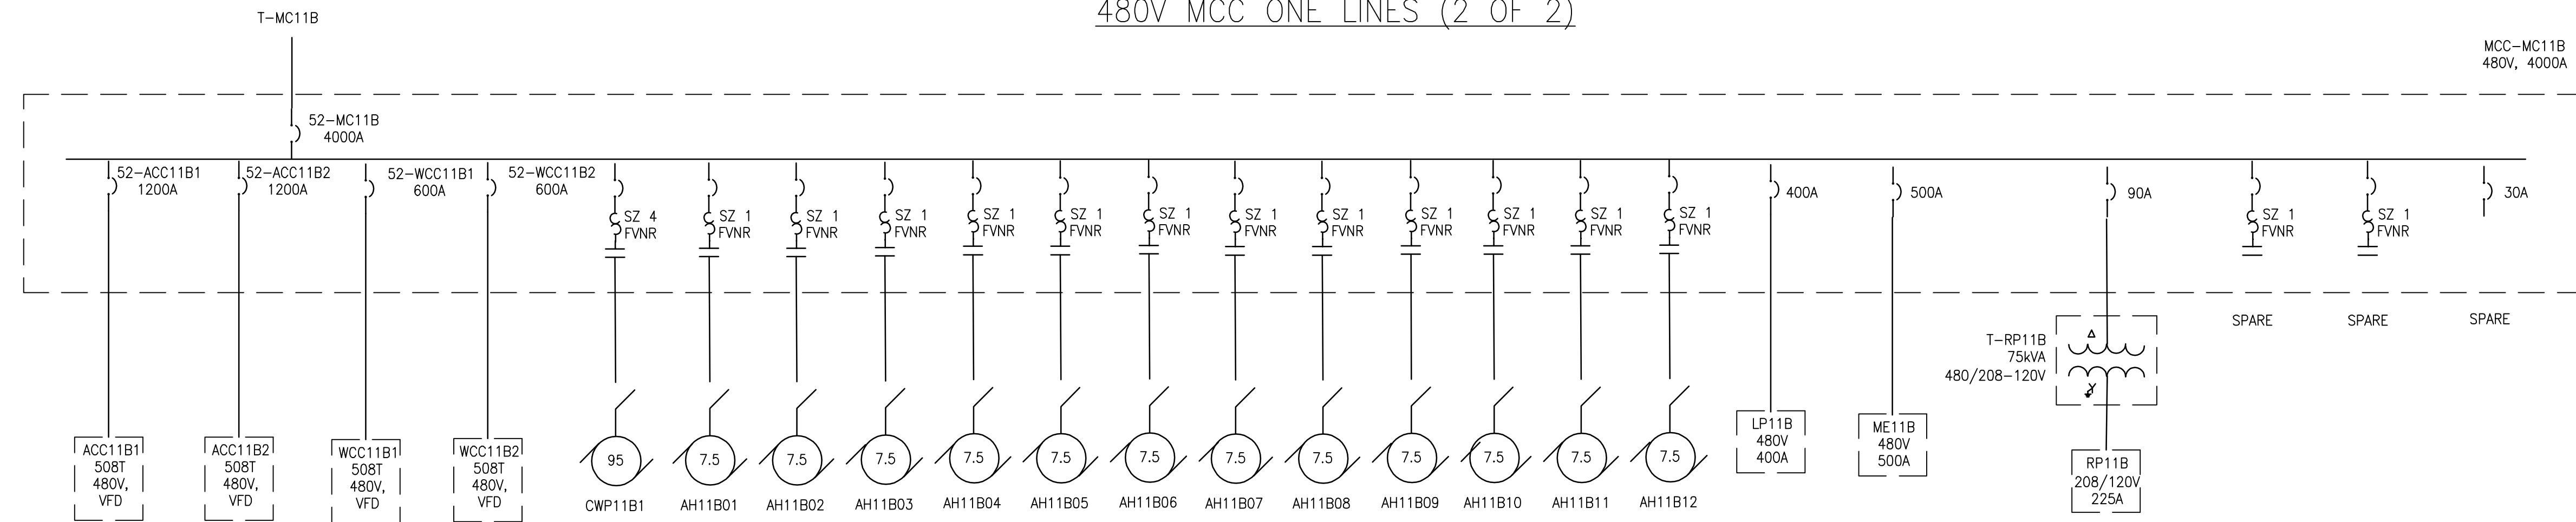 480V MCC ONE LINES (2 OF 2)
T-MC11B
MCC-MC11B
480V, 4000A
52-MC11B
4000A
52-ACC11B1
1200A
52-ACC11B2
1200A
52-WCC11B1
600A
52-WCC11B2
600A
SZ 4
FVNR
SZ 1
FVNR
SZ 1
FVNR
SZ 1
FVNR
SZ 1
FVNR
SZ 1
FVNR
SZ 1
FVNR
SZ 1
FVNR
SZ 1
FVNR
SZ 1
FVNR
SZ 1
FVNR
SZ 1
FVNR
SZ 1
FVNR
400A
500A
90A
SZ 1
FVNR
SZ 1
FVNR
30A
SPARE
SPARE
SPARE
T-RP11B
75kVA
480/208-120V
Δ
Y
ACC11B1
508T
480V,
VFD
ACC11B2
508T
480V,
VFD
WCC11B1
508T
480V,
VFD
WCC11B2
508T
480V,
VFD
95
CWP11B1
7.5
AH11B01
7.5
AH11B02
7.5
AH11B03
7.5
AH11B04
7.5
AH11B05
7.5
AH11B06
7.5
AH11B07
7.5
AH11B08
7.5
AH11B09
7.5
AH11B10
7.5
AH11B11
7.5
AH11B12
LP11B
480V
400A
ME11B
480V
500A
RP11B
208/120V
225A